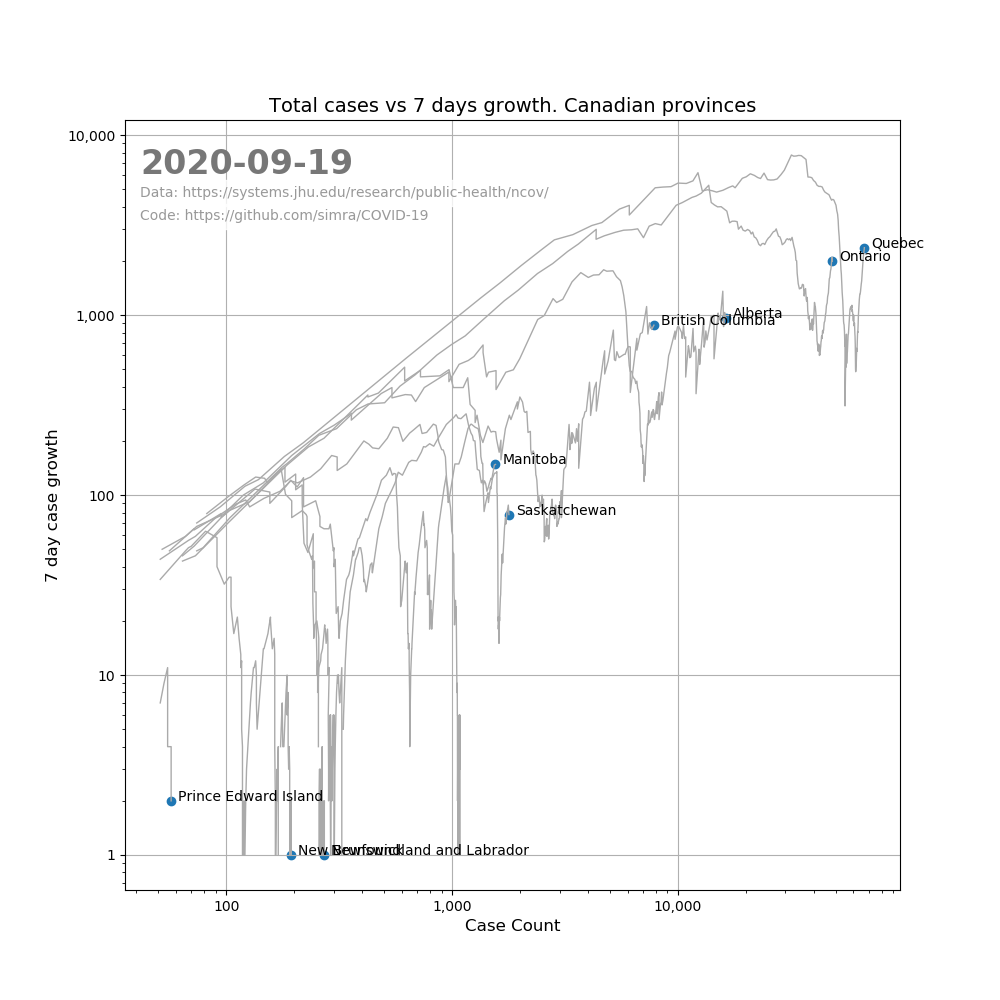 Total cases vs 7 days growth. Canadian provinces
10,000
2020-09-19
Data: https://systems.jhu.edu/research/public-health/ncov/
Code: https://github.com/simra/COVID-19
Quebec
Ontario
1,000
Alberta
British Columbia
Manitoba
100
Saskatchewan
7 day case growth
10
Prince Edward Island
1
New Brunswick
Newfoundland and Labrador
100
1,000
10,000
Case Count